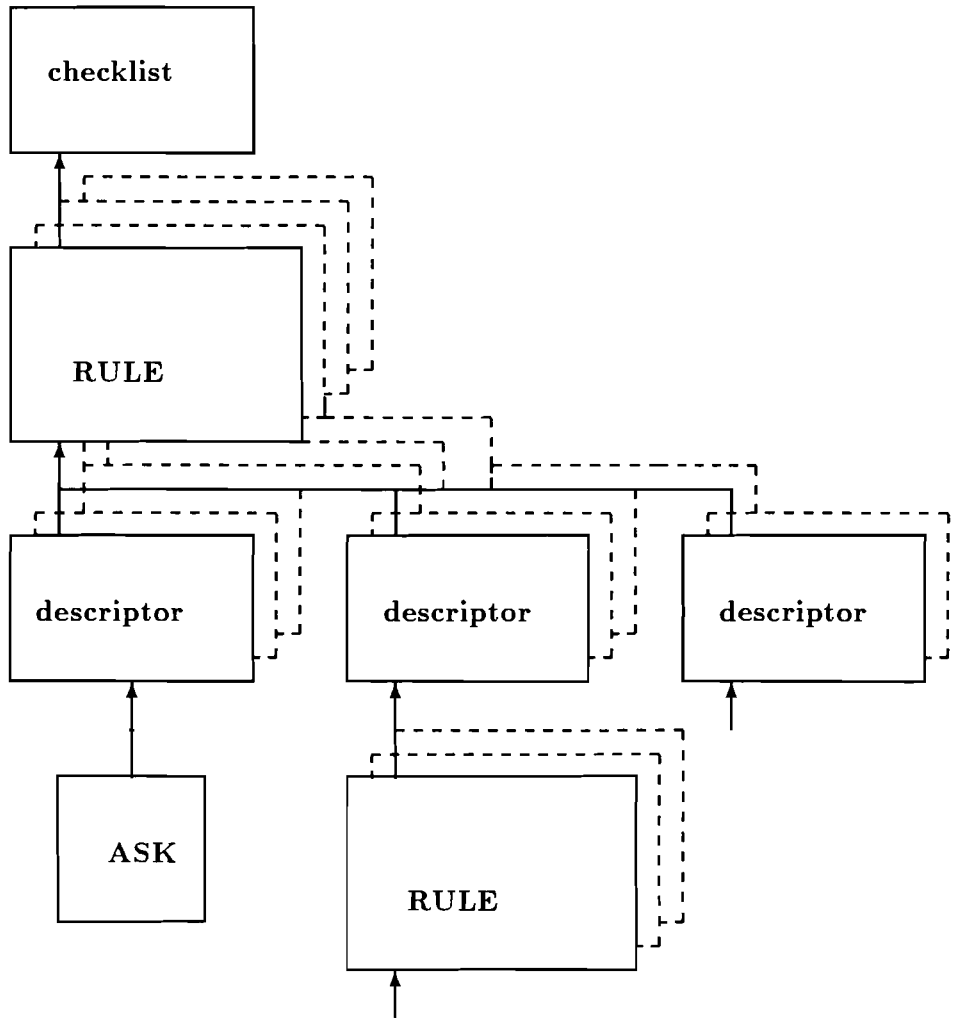 checklist
RULE
descriptor
descriptor
descriptor
ASK
RULE